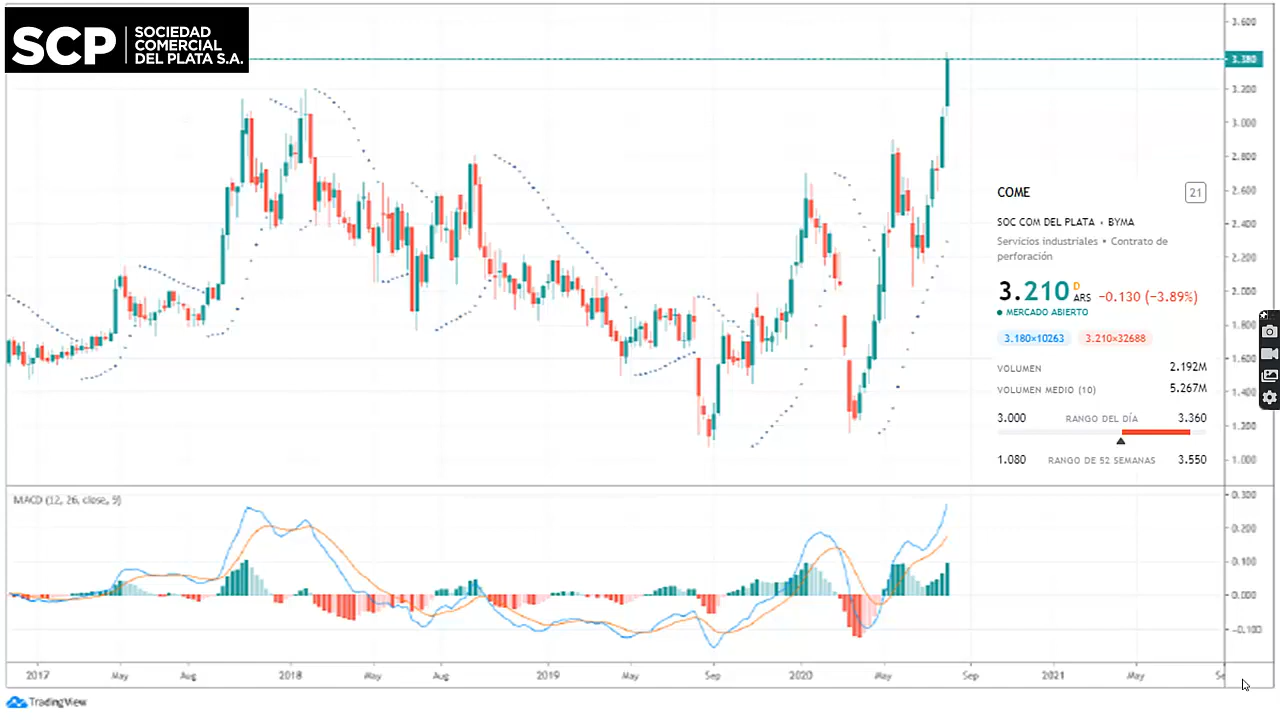 SCP SOCIEDAD
COMERCIAL
DEL PLATA S.A.
3.600
3.380
3.200
3.000
2.800
2.600
2.400
2.200
2.000
1.800
1.600
1.400
1.200
1.000
COME 21
SOC COM DEL PLATA • BYMA
Servicios industriales • Contrato de
perforación
3.210 D ARS −0.130 (−3.89%)
MERCADO ABIERTO
3.180×10263 3.210×32688
VOLUMEN 2.192M
VOLUMEN MEDIO (10) 5.267M
3.000 RANGO DEL DÍA 3.360
1.080 RANGO DE 52 SEMANAS 3.550
MACD (12, 26, close, 9)
0.300
0.200
0.100
0.000
−0.100
2017 May Aug 2018 May Aug 2019 May Sep 2020 May Sep 2021 May Se
TradingView